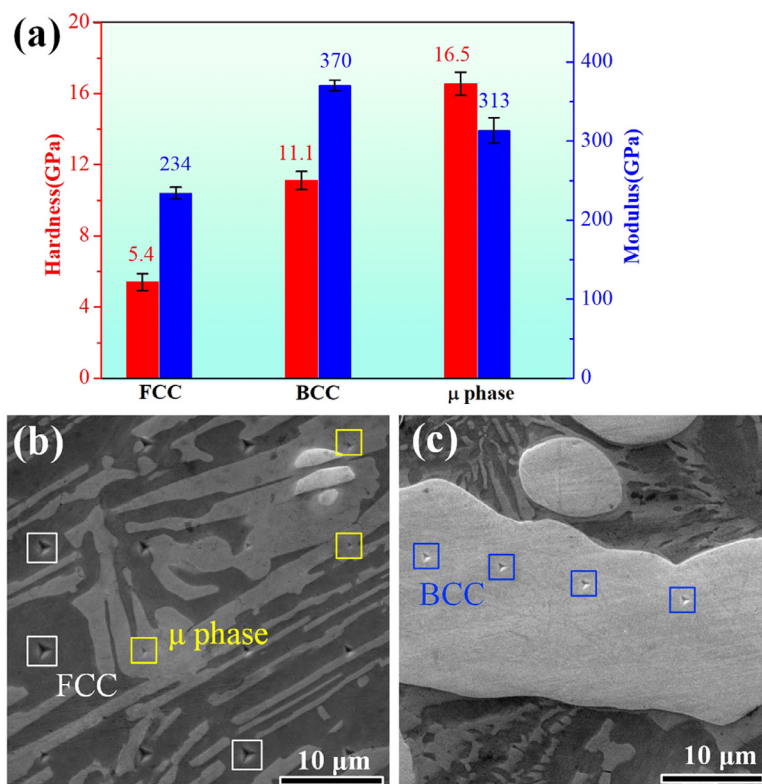 (a)
20
16
12
8
4
0
Hardness(GPa)
5.4
234
11.1
370
16.5
313
400
300
200
100
0
Modulus(GPa)
FCC
BCC
μ phase
(b)
μ phase
FCC
10 μm
(c)
BCC
10 μm